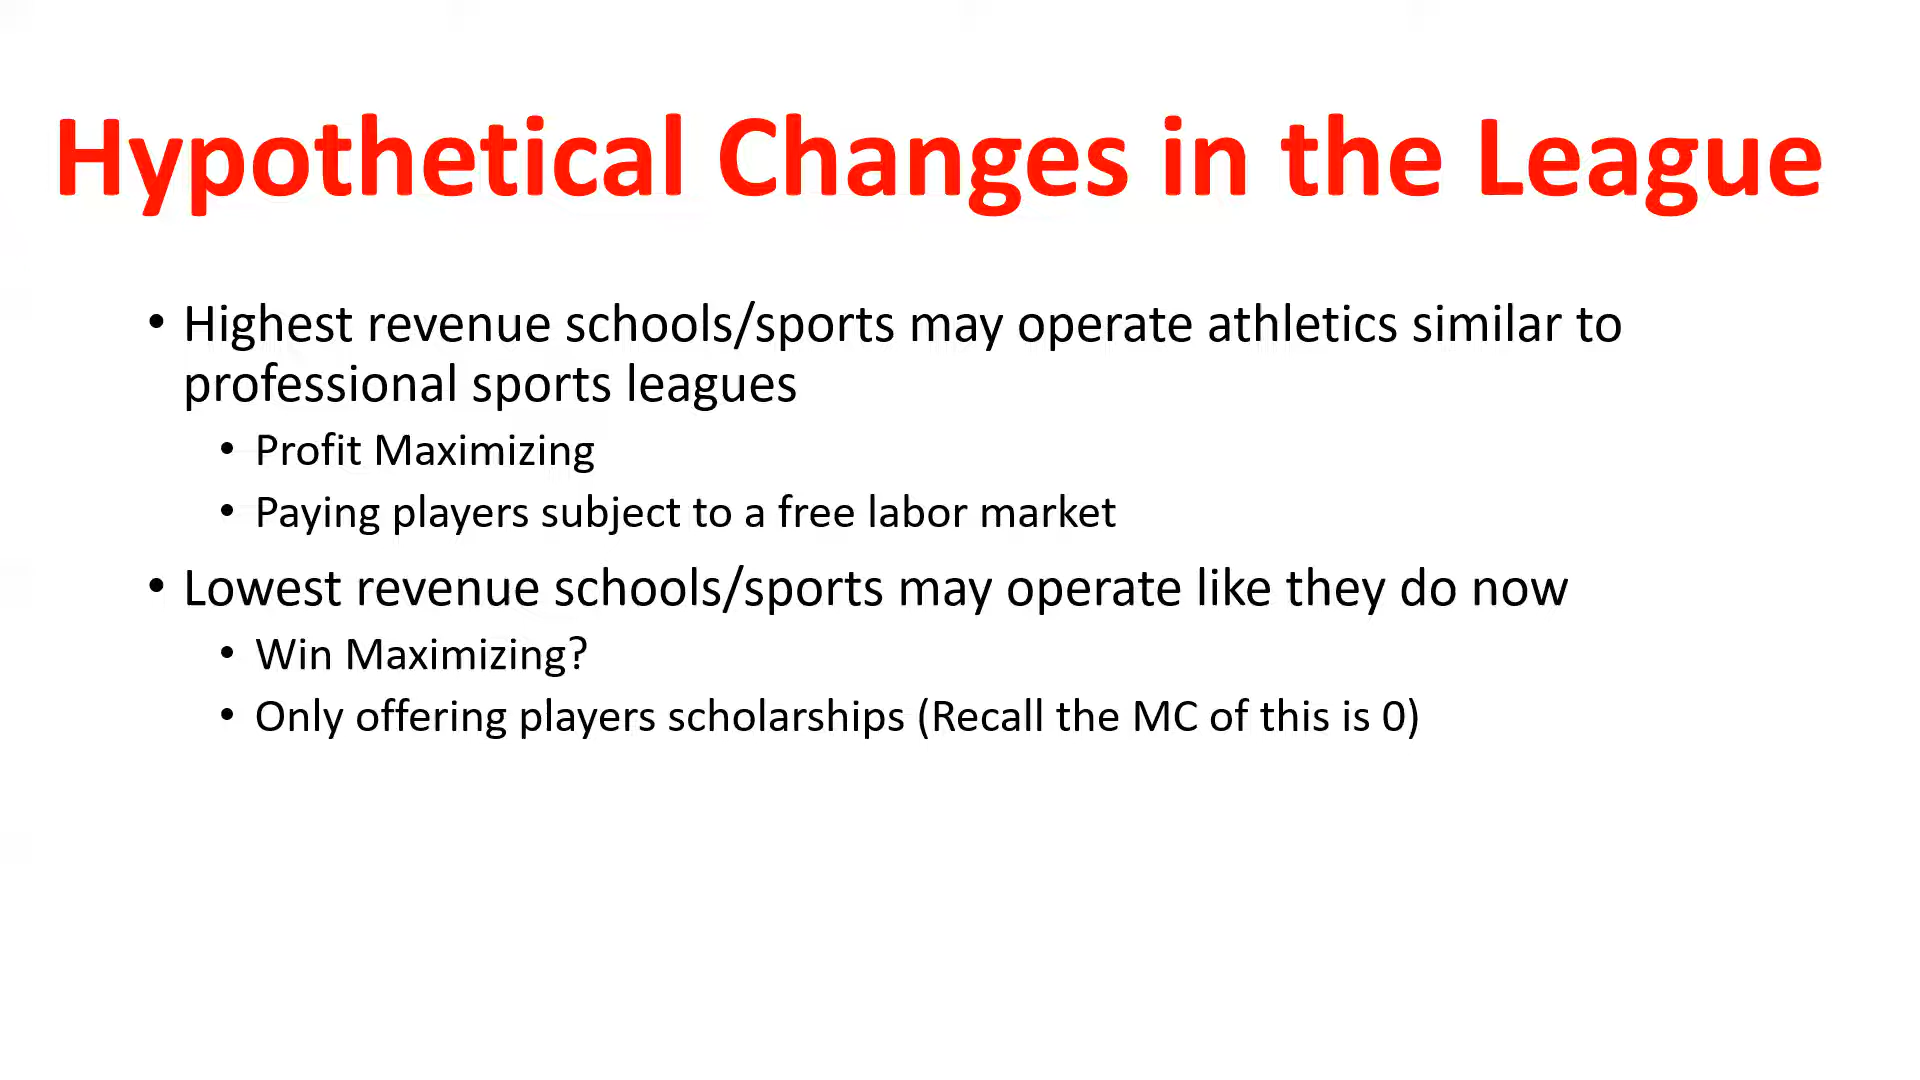 Hypothetical Changes in the League
• Highest revenue schools/sports may operate athletics similar to
professional sports leagues
• Profit Maximizing
• Paying players subject to a free labor market
• Lowest revenue schools/sports may operate like they do now
• Win Maximizing?
• Only offering players scholarships (Recall the MC of this is 0)